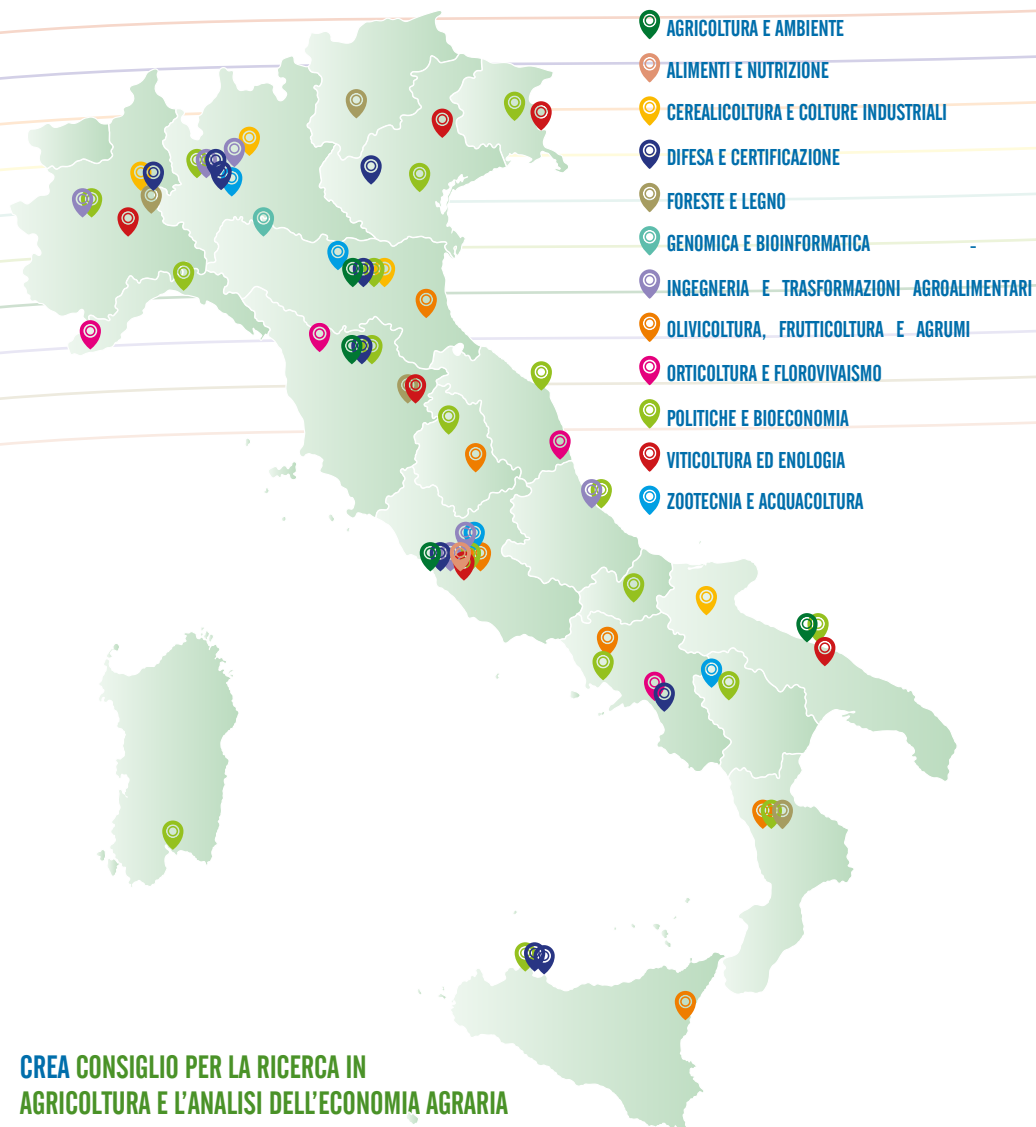 AGRICOLTURA E AMBIENTE
ALIMENTI E NUTRIZIONE
CEREALICOLTURA E COLTURE INDUSTRIALI
DIFESA E CERTIFICAZIONE
FORESTE E LEGNO
GENOMICA E BIOINFORMATICA -
INGEGNERIA E TRASFORMAZIONI AGROALIMENTARI
OLIVICOLTURA, FRUTTICOLTURA E AGRUMI
ORTICOLTURA E FLOROVIVAISMO
POLITICHE E BIOECONOMIA
VITICOLTURA ED ENOLOGIA
ZOOTECNIA E ACQUACOLTURA
CREA CONSIGLIO PER LA RICERCA IN
AGRICOLTURA E L'ANALISI DELL'ECONOMIA AGRARIA